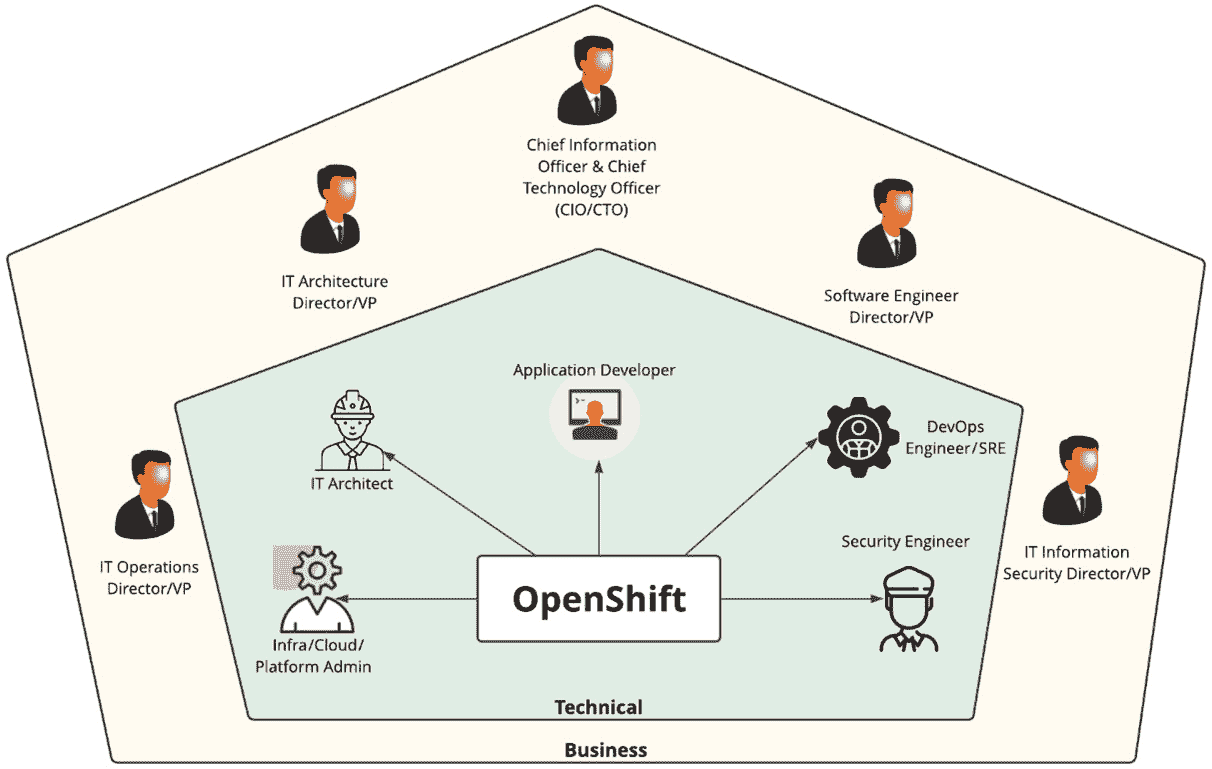 Chief Information
Officer & Chief
Technology Officer
(CIO/CTO)
IT Architecture
Director/VP
Software Engineer
Director/VP
Application Developer
IT Architect
DevOps
Engineer/SRE
IT Operations
Director/VP
Security Engineer
IT Information
Security Director/VP
OpenShift
Infra/Cloud/
Platform Admin
Technical
Business